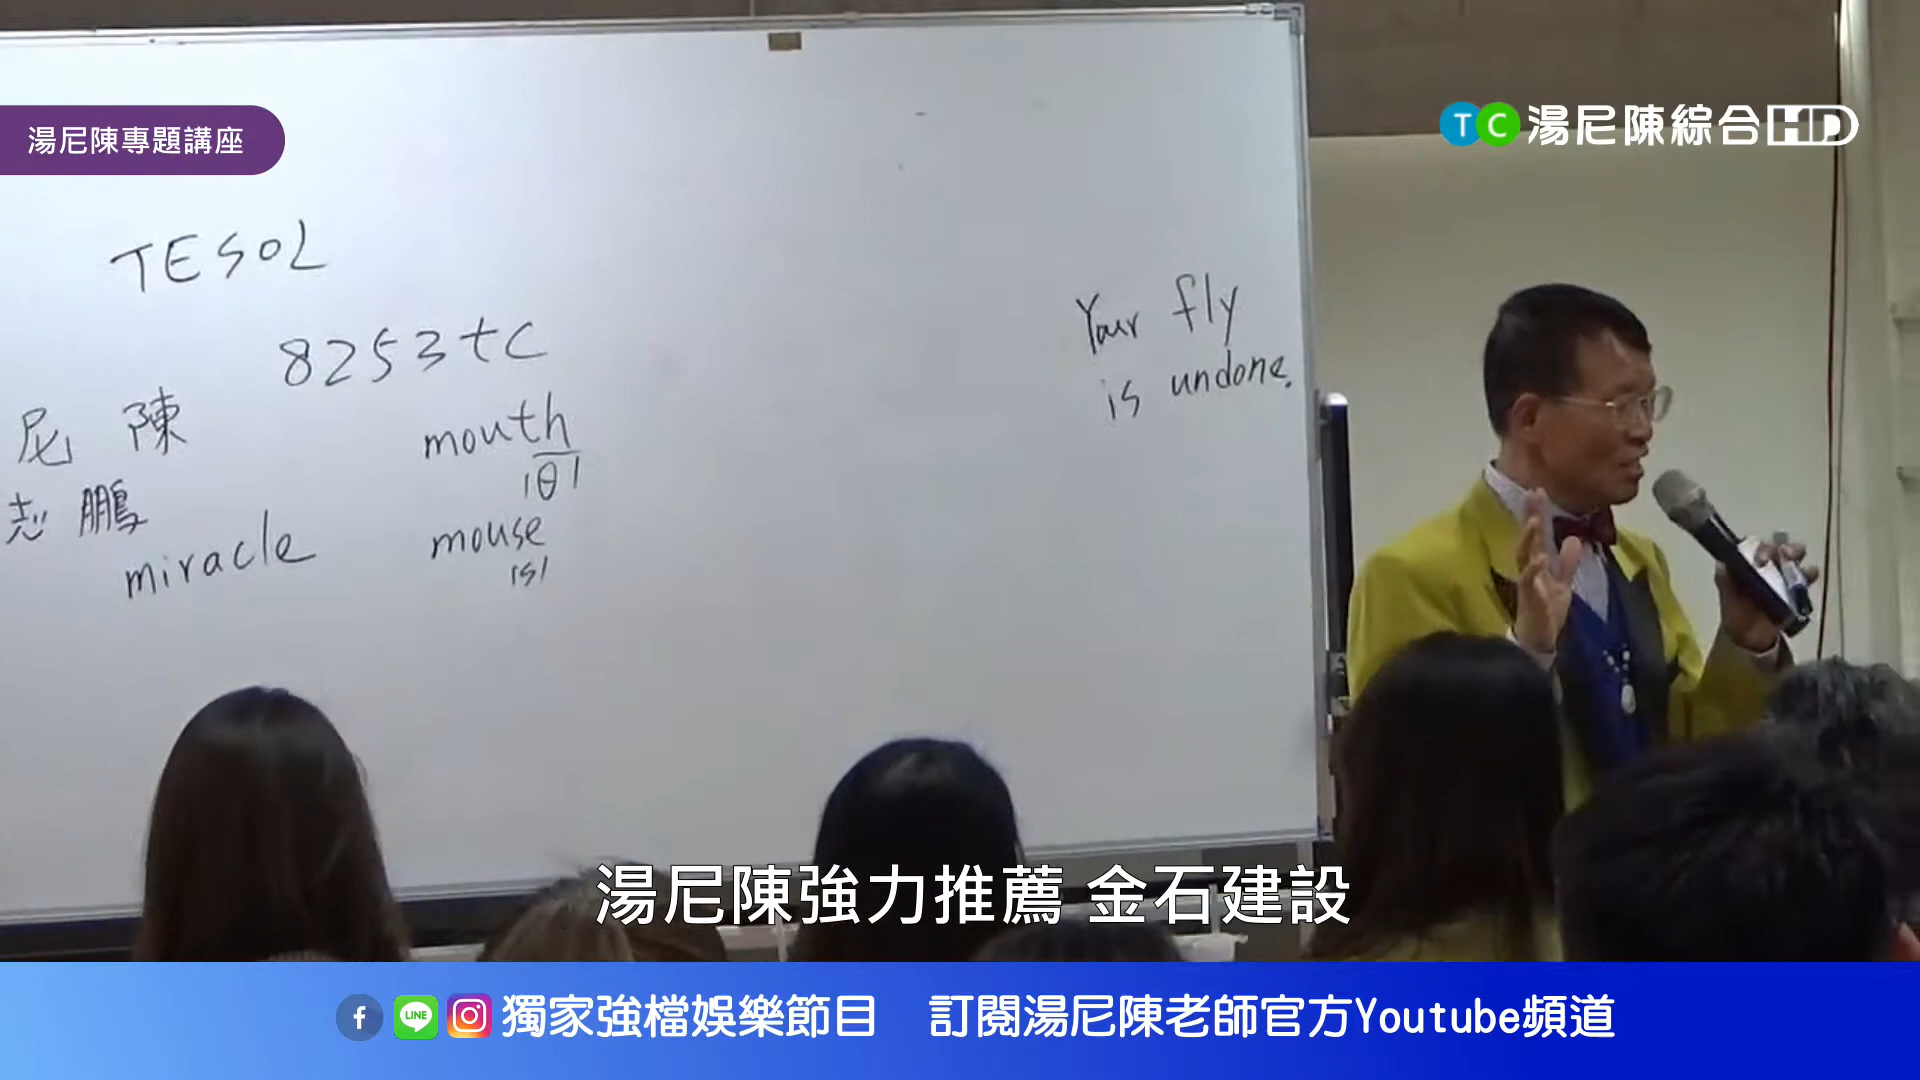 湯尼陳專題講座
TC 湯尼陳綜合HD
TESOL
8253tc
Your fly
is undone.
尼 陳
mouth
/θ/
志 鵬
mouse
/s/
miracle
湯尼陳強力推薦 金石建設
f LINE 獨家強檔娛樂節目 訂閱湯尼陳老師官方Youtube頻道